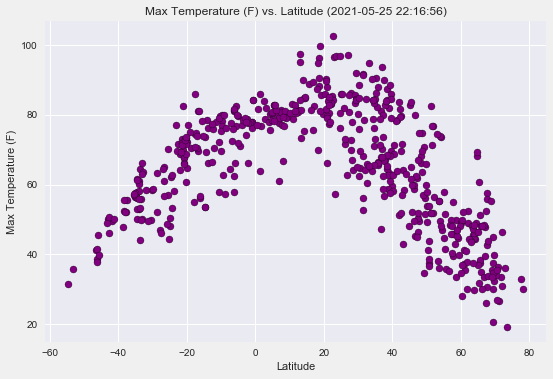 Max Temperature (F) vs. Latitude (2021-05-25 22:16:56)
100
80
60
40
20
Max Temperature (F)
−60 −40 −20 0 20 40 60 80
Latitude